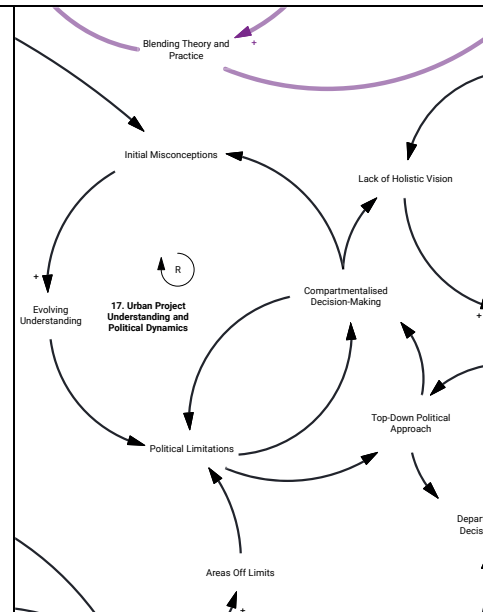 Blending Theory and
Practice
+
Initial Misconceptions
Lack of Holistic Vision
R
+
Evolving
Understanding
17. Urban Project
Understanding and
Political Dynamics
Compartmentalised
Decision-Making
+
Top-Down Political
Approach
Political Limitations
Areas Off Limits
+